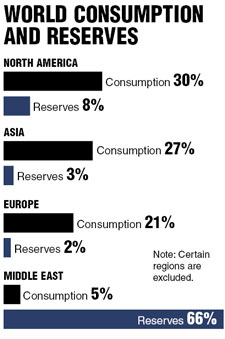 WORLD CONSUMPTION
AND RESERVES
NORTH AMERICA
Consumption 30%
Reserves 8%
ASIA
Consumption 27%
Reserves 3%
EUROPE
Consumption 21%
Reserves 2%
Note: Certain
regions are
excluded.
MIDDLE EAST
Consumption 5%
Reserves 66%